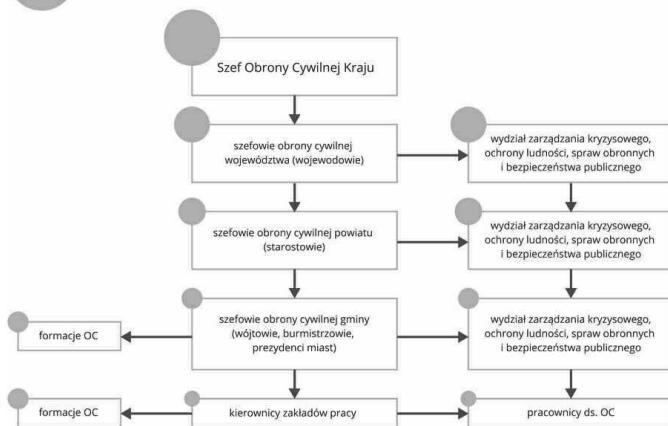 Szef Obrony Cywilnej Kraju
szefowie obrony cywilnej
województwa (wojewodowie)
wydział zarządzania kryzysowego,
ochrony ludności, spraw obronnych
i bezpieczeństwa publicznego
szefowie obrony cywilnej powiatu
(starostowie)
wydział zarządzania kryzysowego,
ochrony ludności, spraw obronnych
i bezpieczeństwa publicznego
formacje OC
szefowie obrony cywilnej gminy
(wójtowie, burmistrzowie,
prezydenci miast)
wydział zarządzania kryzysowego,
ochrony ludności, spraw obronnych
i bezpieczeństwa publicznego
formacje OC
kierownicy zakładów pracy
pracownicy ds. OC